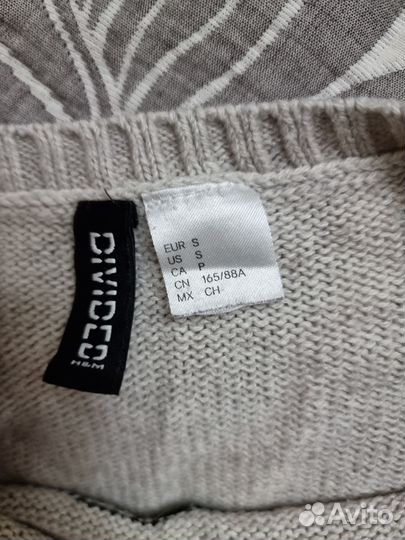 DIVIDED
H&M
EUR S
US S
CA P
CN 165/88A
MX CH
Avito